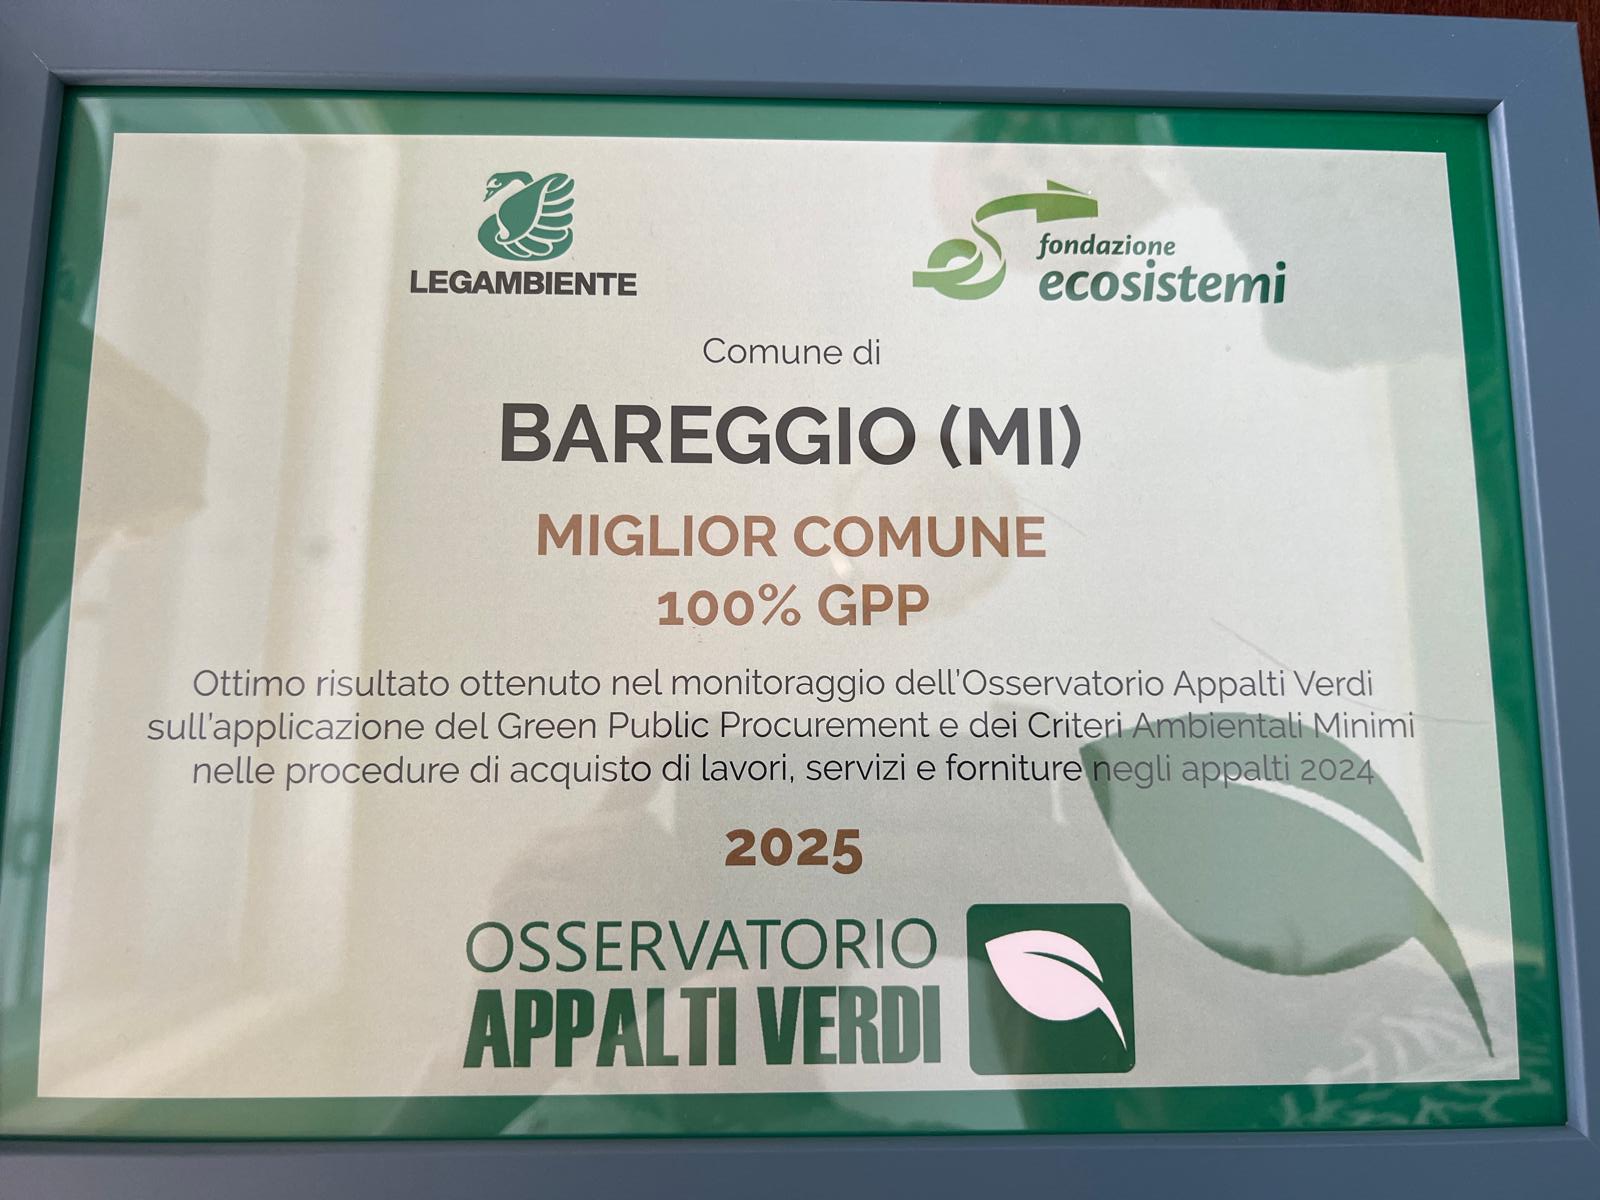 LEGAMBIENTE
fondazione
ecosistemi
Comune di
BAREGGIO (MI)
MIGLIOR COMUNE
100% GPP
Ottimo risultato ottenuto nel monitoraggio dell'Osservatorio Appalti Verdi
sull'applicazione del Green Public Procurement e dei Criteri Ambientali Minimi
nelle procedure di acquisto di lavori, servizi e forniture negli appalti 2024
2025
OSSERVATORIO
APPALTI VERDI